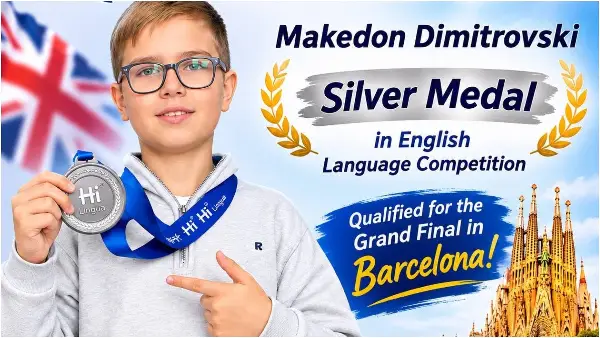 Makedon Dimitrovski
Silver Medal
in English
Language Competition
Qualified for the
Grand Final in
Barcelona!
Hi
Lingua
Hi Hi
R